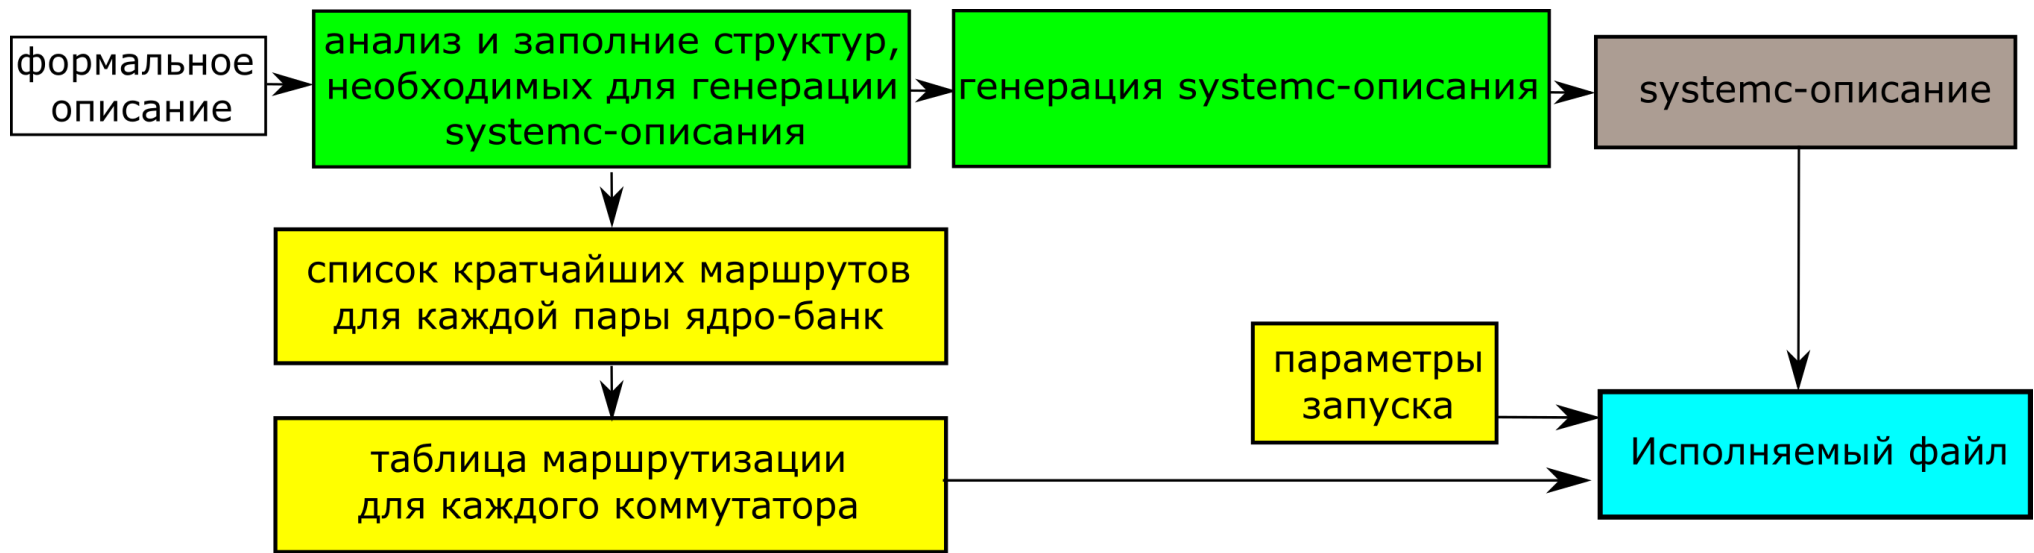 формальное
описание
анализ и заполние структур,
необходимых для генерации
systemc-описания
генерация systemc-описания
systemc-описание
список кратчайших маршрутов
для каждой пары ядро-банк
параметры
запуска
таблица маршрутизации
для каждого коммутатора
Исполняемый файл